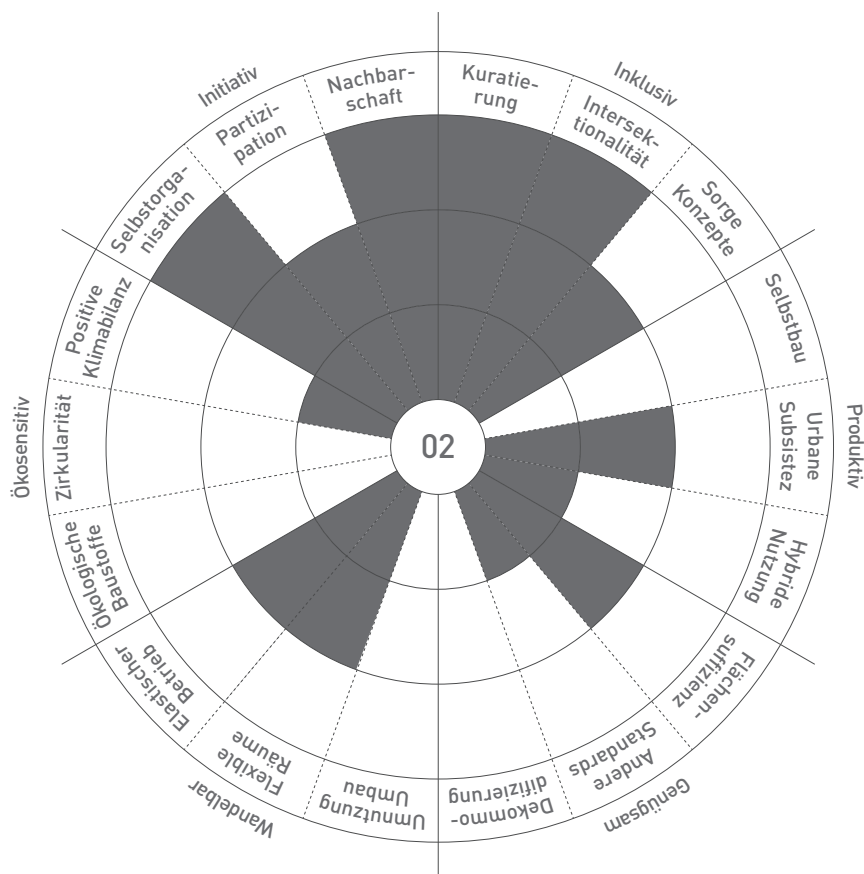 Initiativ
Inklusiv
Nachbar-
schaft
Kuratie-
rung
Partizi-
pation
Intersek-
tionalität
Selbstorga-
nisation
Sorge
Konzepte
Positive
Klimabilanz
Selbstbau
Ökosensitiv
Zirkularität
02
Urbane
Subsistez
Produktiv
Ökologische
Baustoffe
Hybride
Nutzung
Elastischer
Betrieb
Flächen-
suffizienz
Flexible
Räume
Andere
Standards
Umnutzung
Umbau
Dekommo-
difizierung
Wandelbar
Genügsam